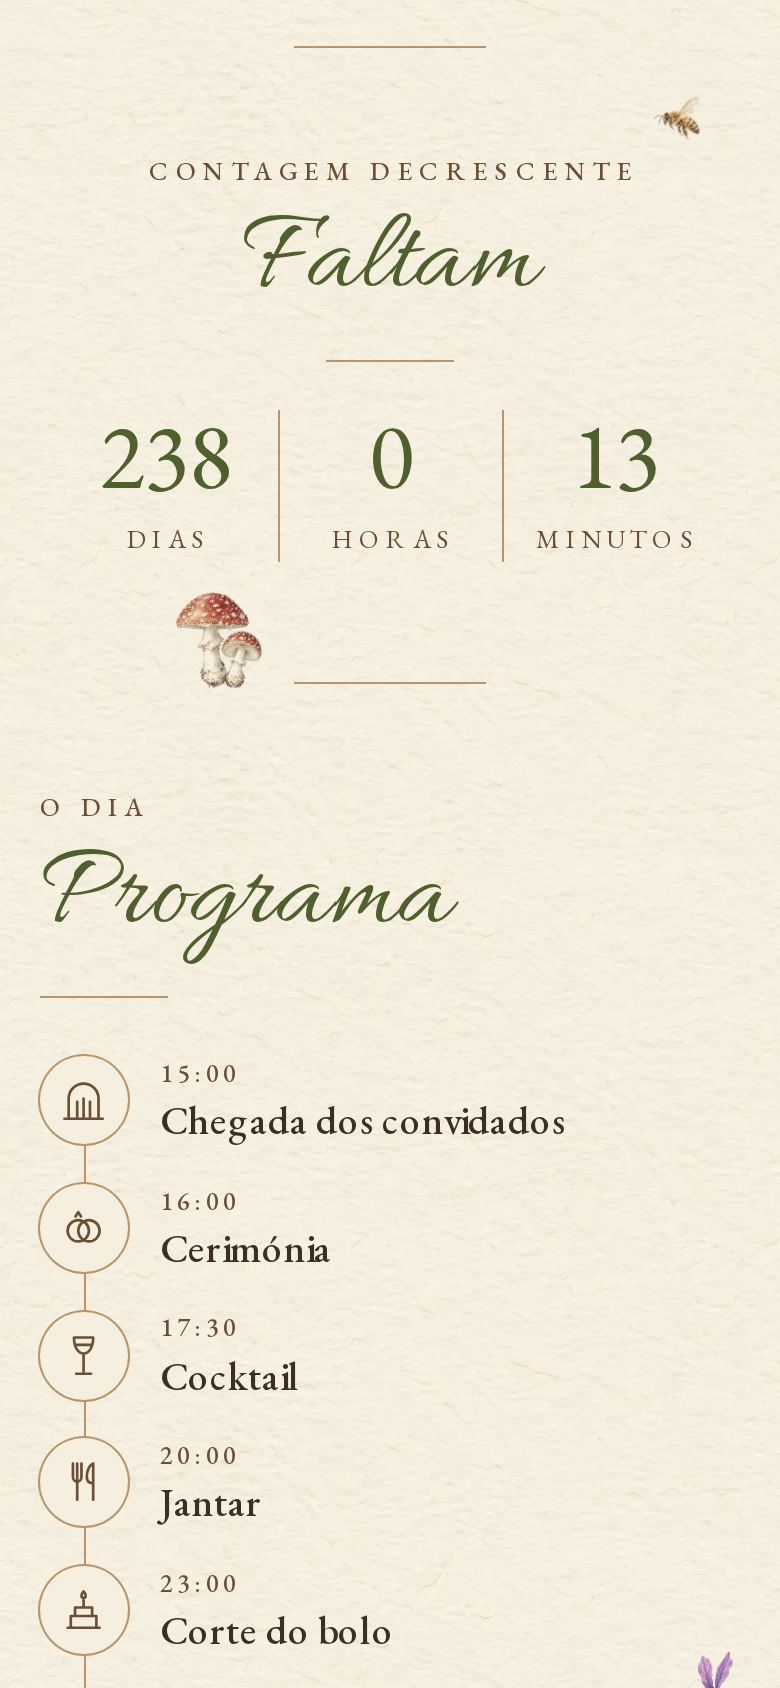 CONTAGEM DECRESCENTE
Faltam
238 0 13
DIAS HORAS MINUTOS
O DIA
Programa
15:00
Chegada dos convidados
16:00
Cerimónia
17:30
Cocktail
20:00
Jantar
23:00
Corte do bolo